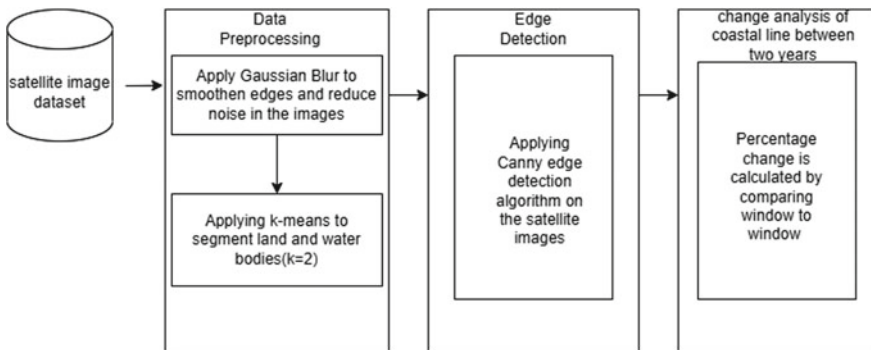 satellite image
dataset
Data
Preprocessing
Apply Gaussian Blur to
smoothen edges and reduce
noise in the images
Applying k-means to
segment land and water
bodies(k=2)
Edge
Detection
Applying
Canny edge
detection
algorithm on
the satellite
images
change analysis of
coastal line between
two years
Percentage
change is
calculated by
comparing
window to
window